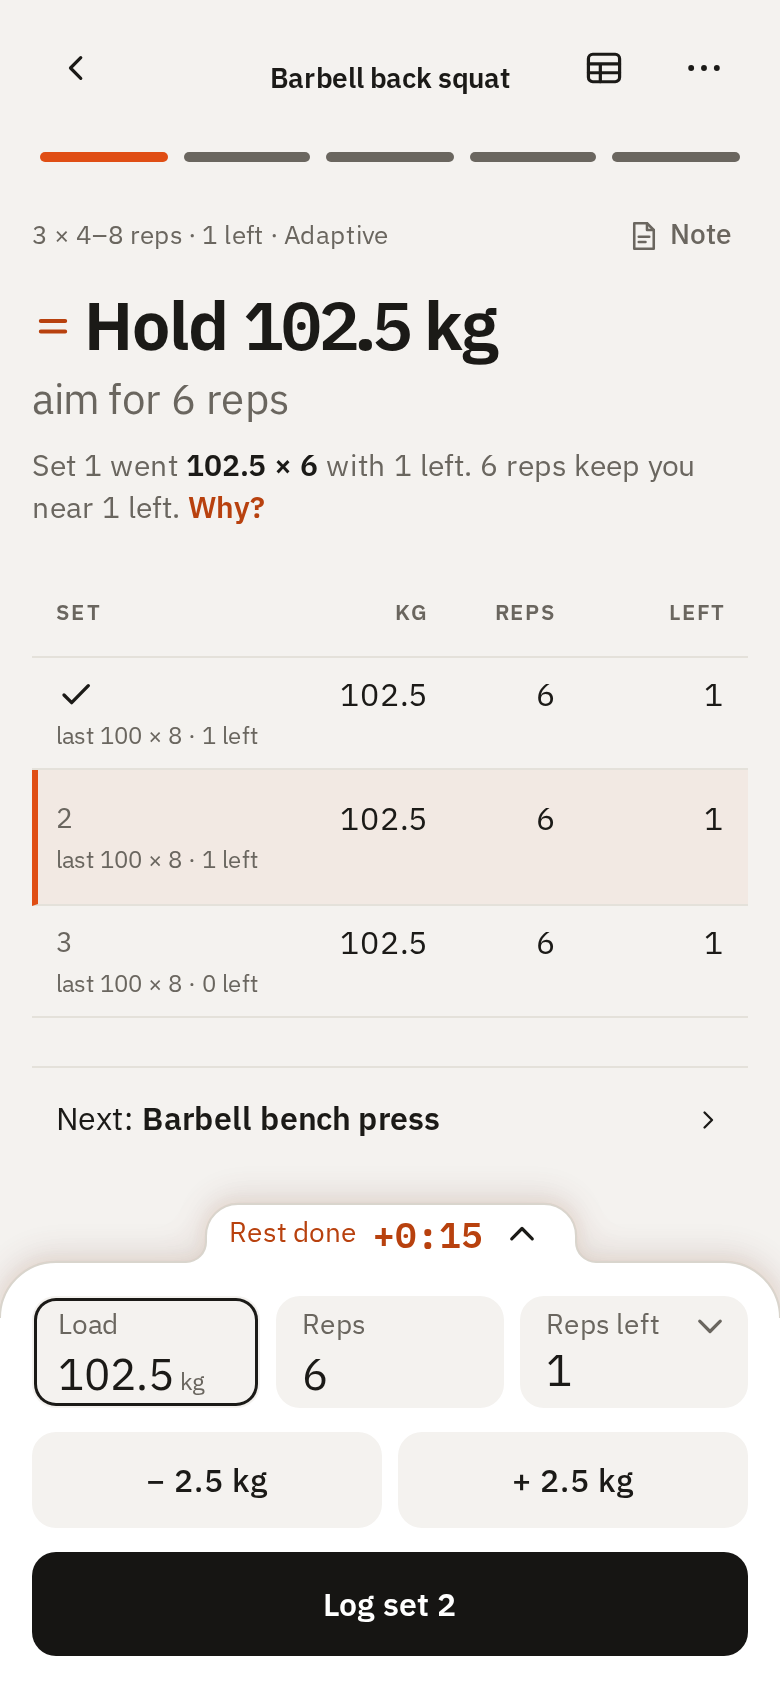 Barbell back squat
3 × 4–8 reps · 1 left · Adaptive
Note
= Hold 102.5 kg
aim for 6 reps
Set 1 went 102.5 × 6 with 1 left. 6 reps keep you
near 1 left. Why?
SET KG REPS LEFT
102.5 6 1
last 100 × 8 · 1 left
2 102.5 6 1
last 100 × 8 · 1 left
3 102.5 6 1
last 100 × 8 · 0 left
Next: Barbell bench press
Rest done +0:15
Load Reps Reps left
102.5 kg 6 1
– 2.5 kg + 2.5 kg
Log set 2